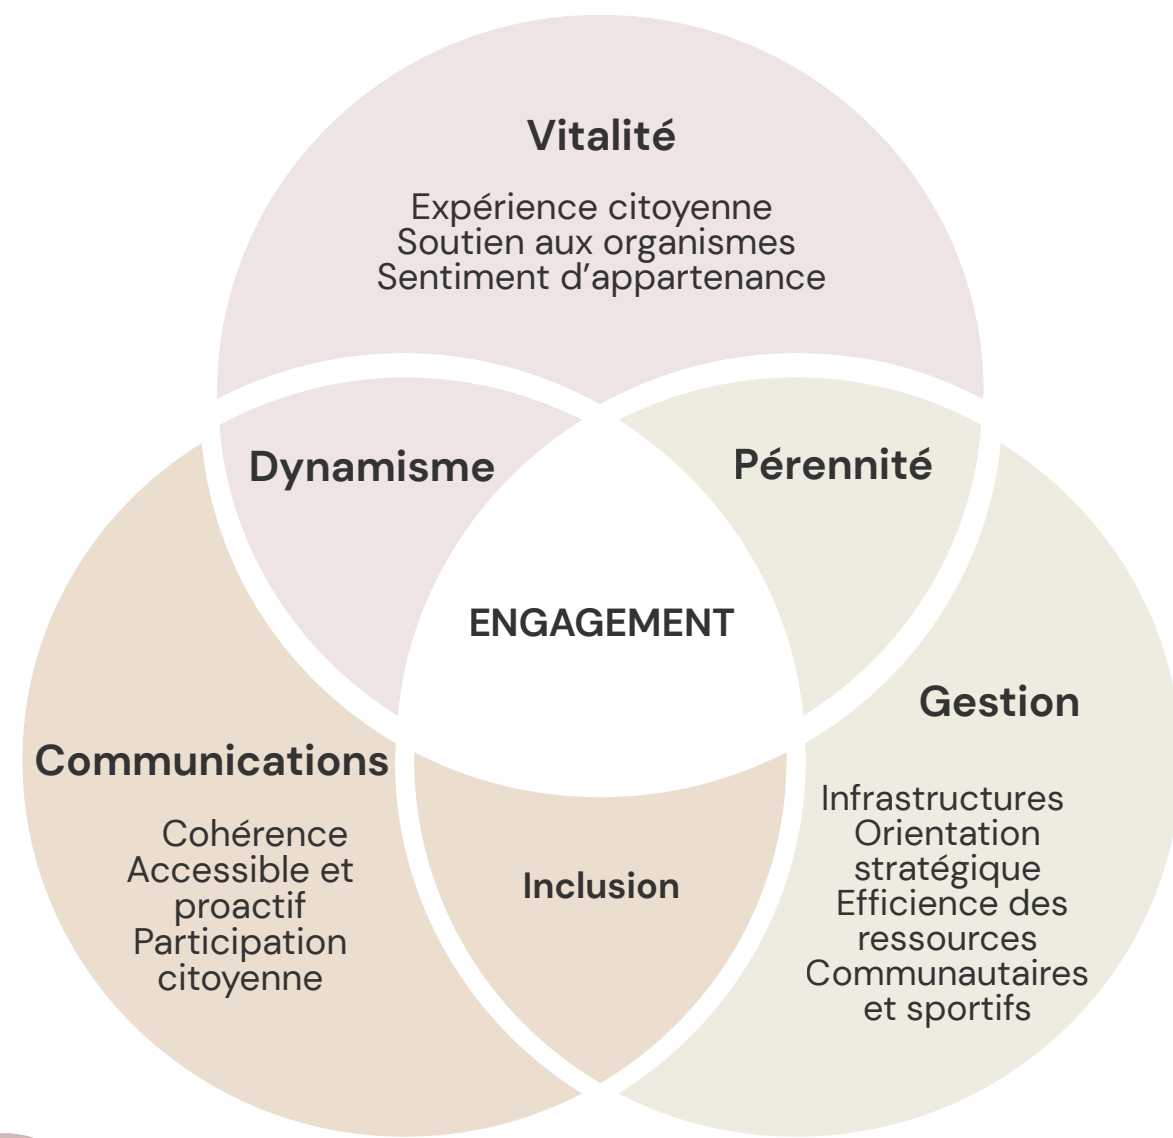 Vitalité
Expérience citoyenne
Soutien aux organismes
Sentiment d’appartenance
Dynamisme
Pérennité
ENGAGEMENT
Communications
Cohérence
Accessible et
proactif
Participation
citoyenne
Inclusion
Gestion
Infrastructures
Orientation
stratégique
Efficience des
ressources
Communautaires
et sportifs